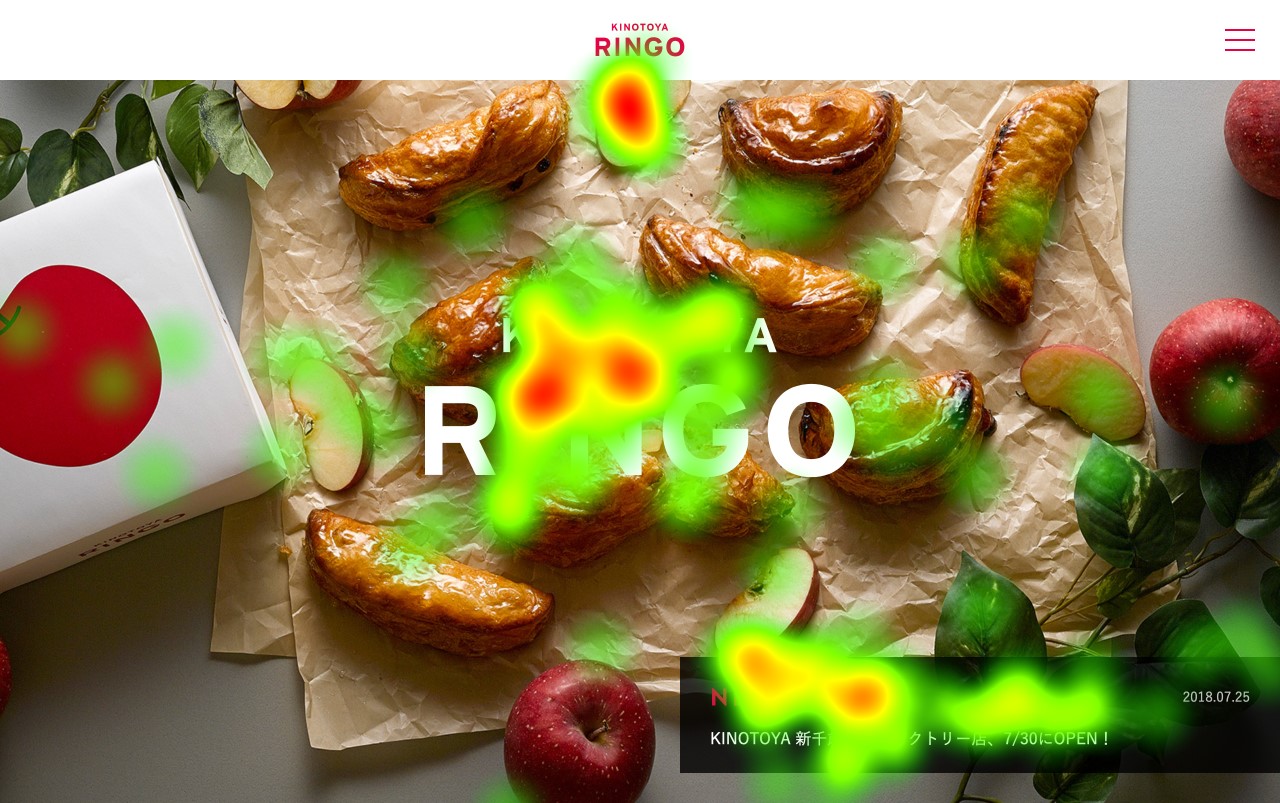 KINOTOYA
RINGO
RINGO
RINGO
2018.07.25
KINOTOYA 新千
クトリー店、7/30にOPEN！